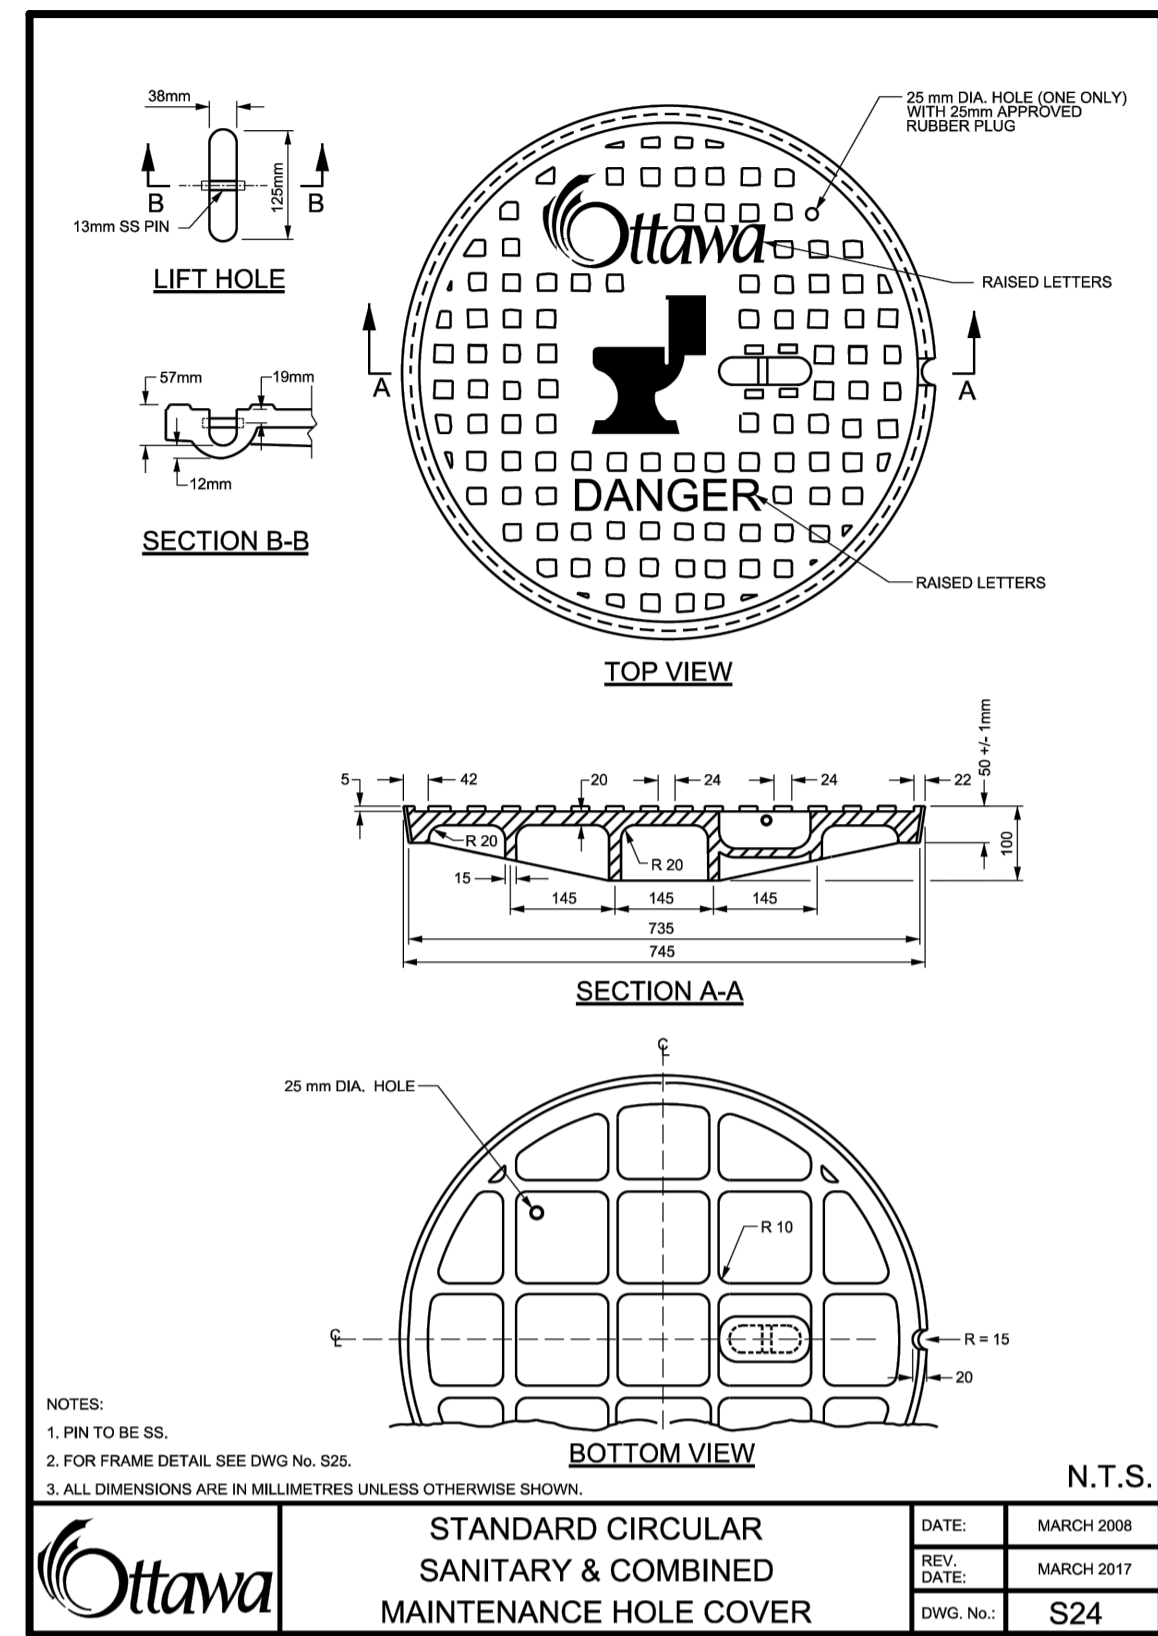 38mm
125mm
B
B
13mm SS PIN
LIFT HOLE
57mm
19mm
12mm
SECTION B-B
25 mm DIA. HOLE (ONE ONLY)
WITH 25mm APPROVED
RUBBER PLUG
Ottawa
RAISED LETTERS
A
A
DANGER
RAISED LETTERS
TOP VIEW
5
42
20
24
24
22
50 +/- 1mm
100
R 20
R 20
15
145
145
145
735
745
SECTION A-A
25 mm DIA. HOLE
R 10
R = 15
20
BOTTOM VIEW
NOTES:
1. PIN TO BE SS.
2. FOR FRAME DETAIL SEE DWG No. S25.
3. ALL DIMENSIONS ARE IN MILLIMETRES UNLESS OTHERWISE SHOWN.
N.T.S.
Ottawa
STANDARD CIRCULAR
SANITARY & COMBINED
MAINTENANCE HOLE COVER
DATE: MARCH 2008
REV.
DATE: MARCH 2017
DWG. No.: S24